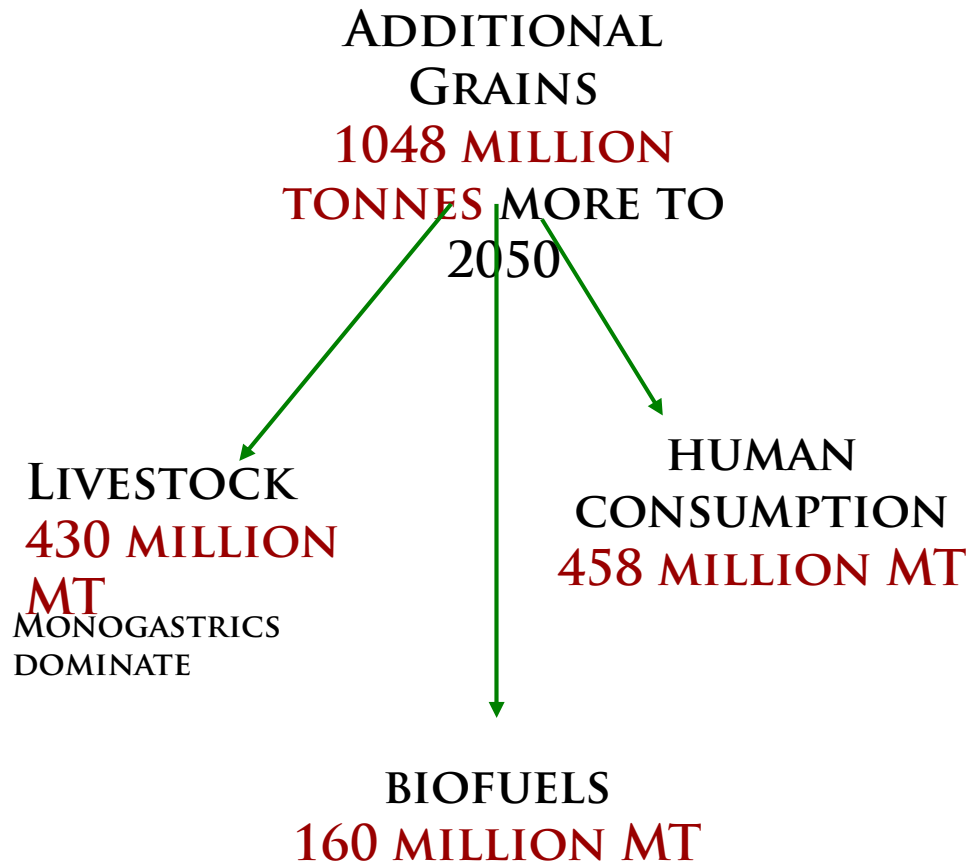 Additional
Grains
1048 million
tonnes more to
2050
Livestock
430 million
MT
Monogastrics
dominate
human
consumption
458 million MT
biofuels
160 million MT